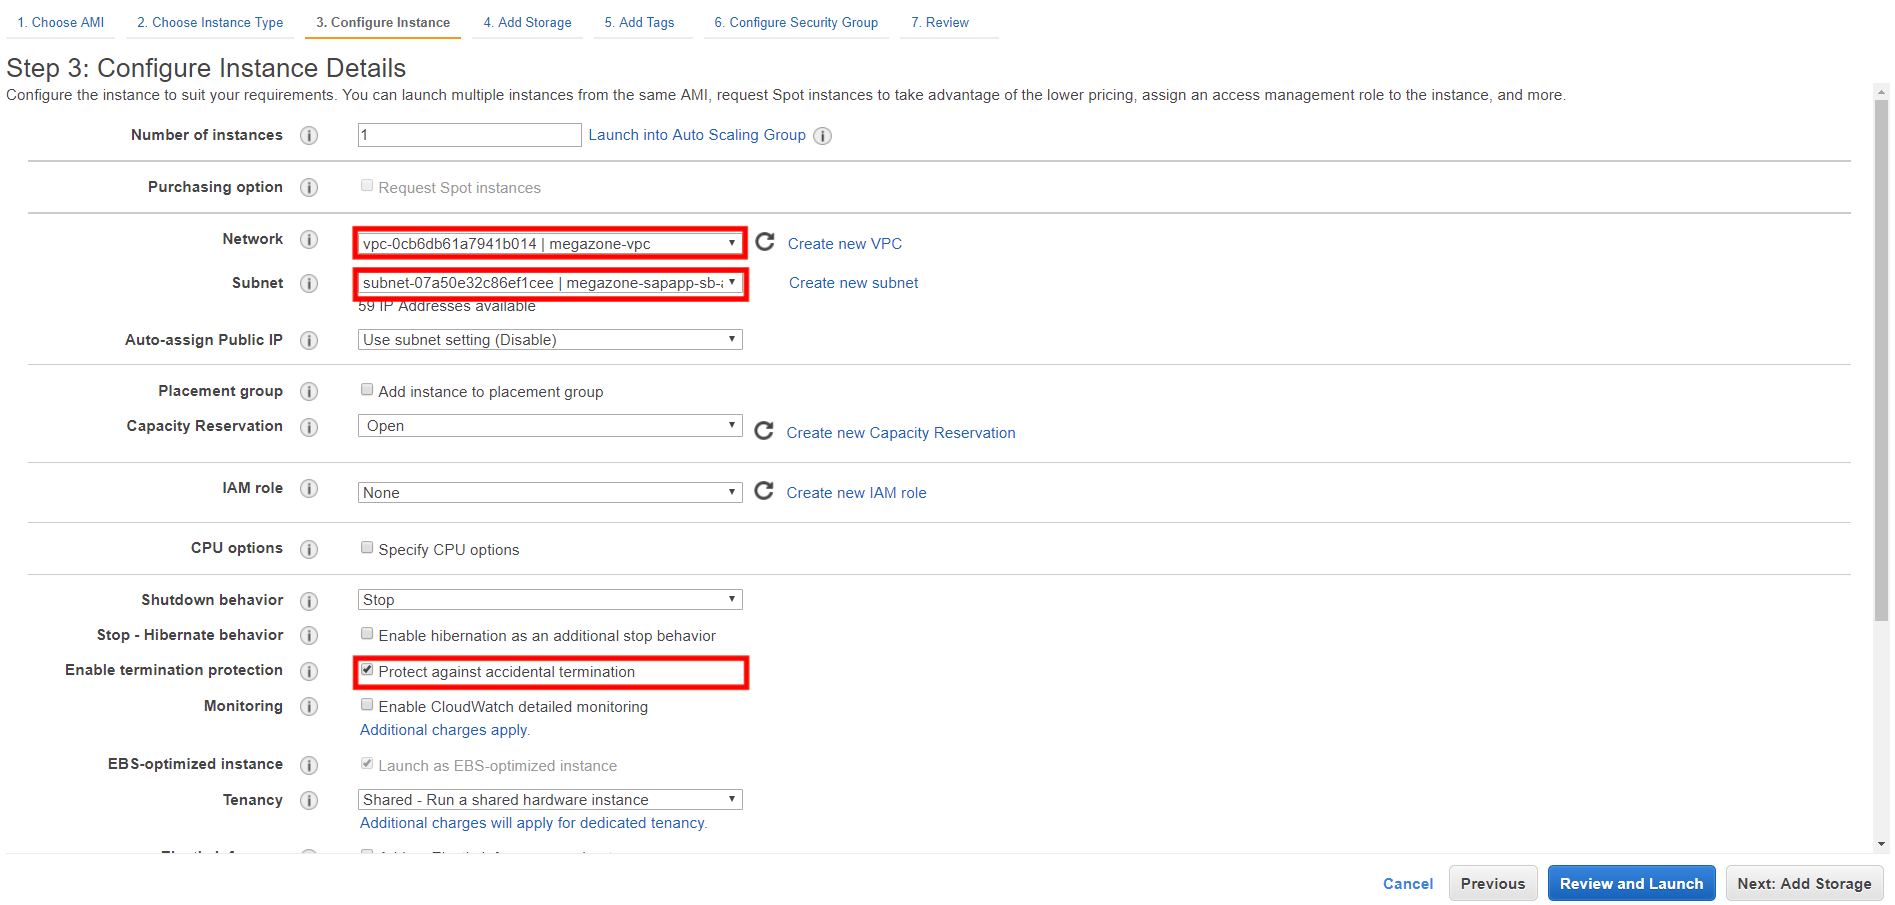 1. Choose AMI 2. Choose Instance Type 3. Configure Instance 4. Add Storage 5. Add Tags 6. Configure Security Group 7. Review
Step 3: Configure Instance Details
Configure the instance to suit your requirements. You can launch multiple instances from the same AMI, request Spot instances to take advantage of the lower pricing, assign an access management role to the instance, and more.
Number of instances 1 Launch into Auto Scaling Group
Purchasing option Request Spot instances
Network vpc-0cb6db61a7941b014 | megazone-vpc Create new VPC
Subnet subnet-07a50e32c86ef1cee | megazone-sapapp-sb-a Create new subnet
59 IP Addresses available
Auto-assign Public IP Use subnet setting (Disable)
Placement group Add instance to placement group
Capacity Reservation Open Create new Capacity Reservation
IAM role None Create new IAM role
CPU options Specify CPU options
Shutdown behavior Stop
Stop - Hibernate behavior Enable hibernation as an additional stop behavior
Enable termination protection Protect against accidental termination
Monitoring Enable CloudWatch detailed monitoring
Additional charges apply.
EBS-optimized instance Launch as EBS-optimized instance
Tenancy Shared - Run a shared hardware instance
Additional charges will apply for dedicated tenancy.
Cancel Previous Review and Launch Next: Add Storage